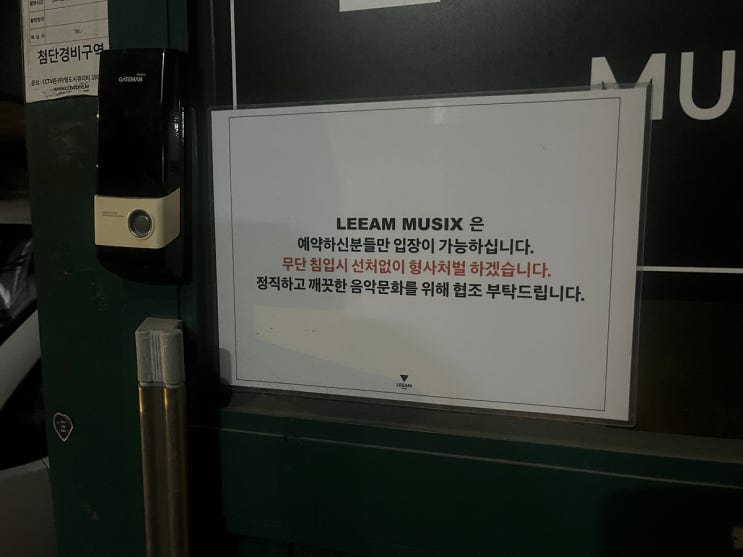 첨단경비구역
www.cctvzone.kr
GATEMAN
MU
LEEAM MUSIX 은
예약하신분들만 입장이 가능하십니다.
무단 침입시 선처없이 형사처벌 하겠습니다.
정직하고 깨끗한 음악문화를 위해 협조 부탁드립니다.
LEEAM